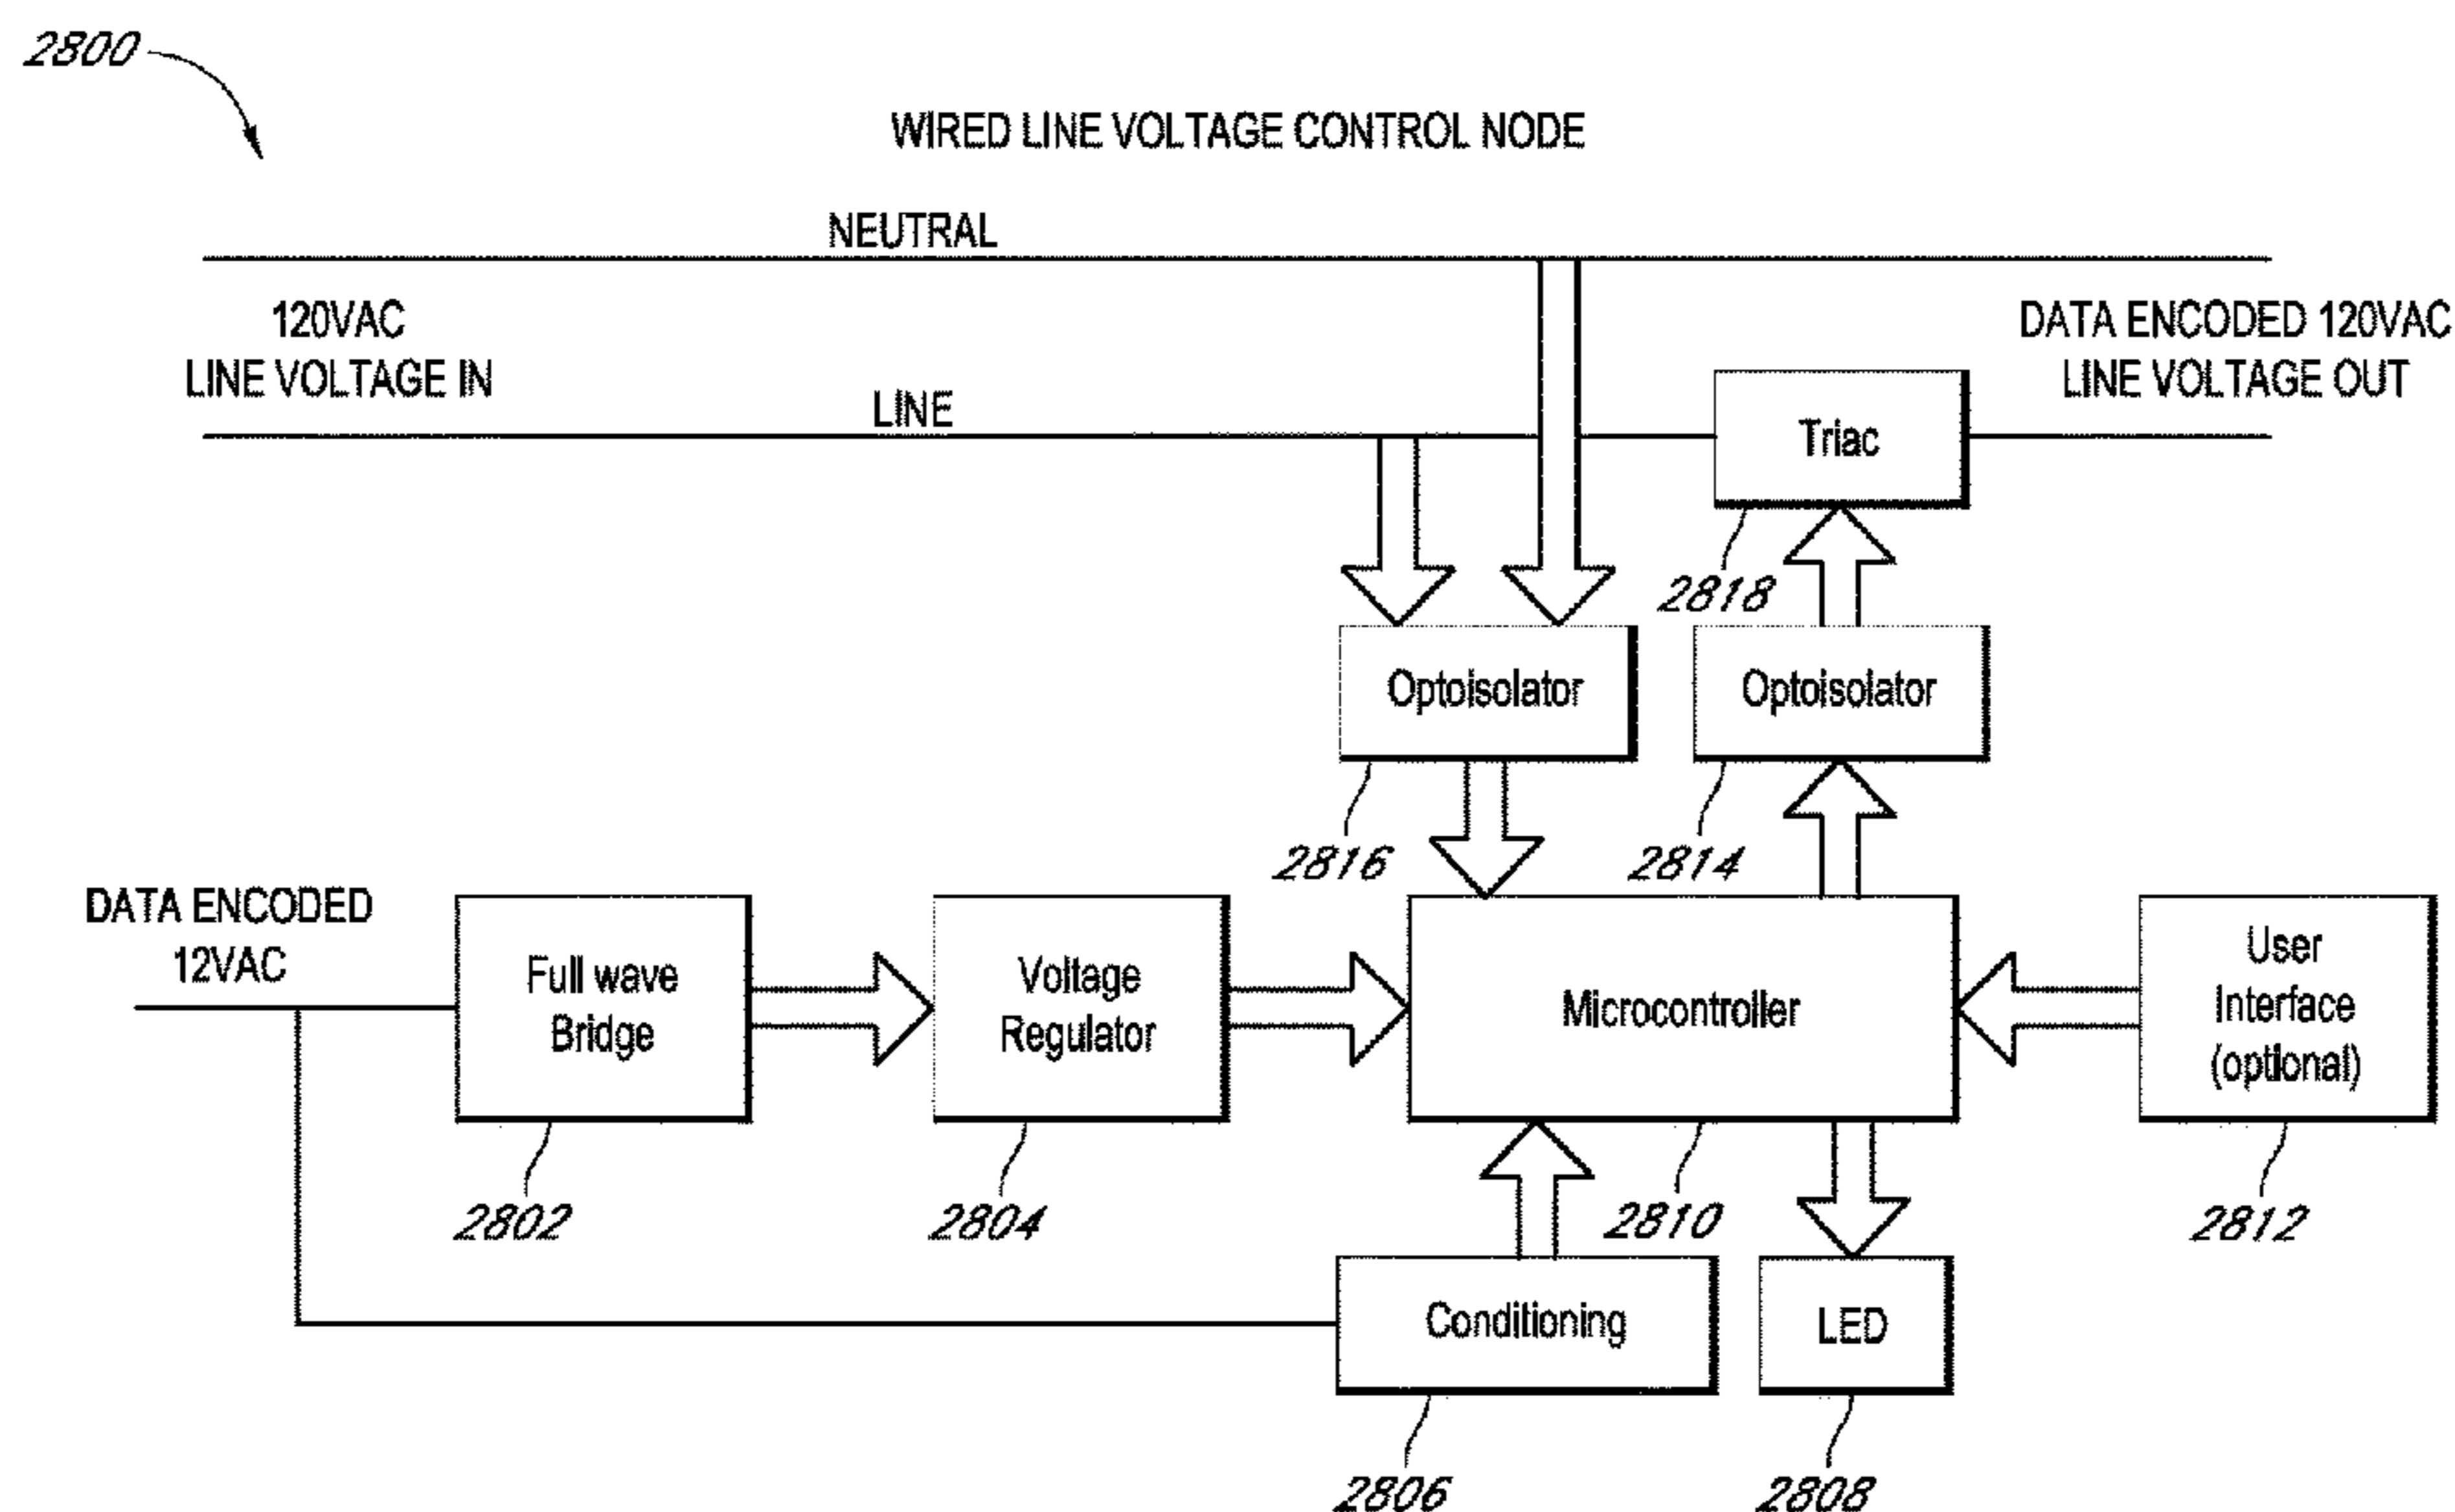 2800
WIRED LINE VOLTAGE CONTROL NODE
NEUTRAL
120VAC
LINE VOLTAGE IN
DATA ENCODED 120VAC
LINE VOLTAGE OUT
LINE
Triac
2818
Optoisolator
Optoisolator
2816
2814
DATA ENCODED
12VAC
Full wave
Bridge
Voltage
Regulator
Microcontroller
User
Interface
(optional)
2802
2804
2810
2812
Conditioning
LED
2806
2808